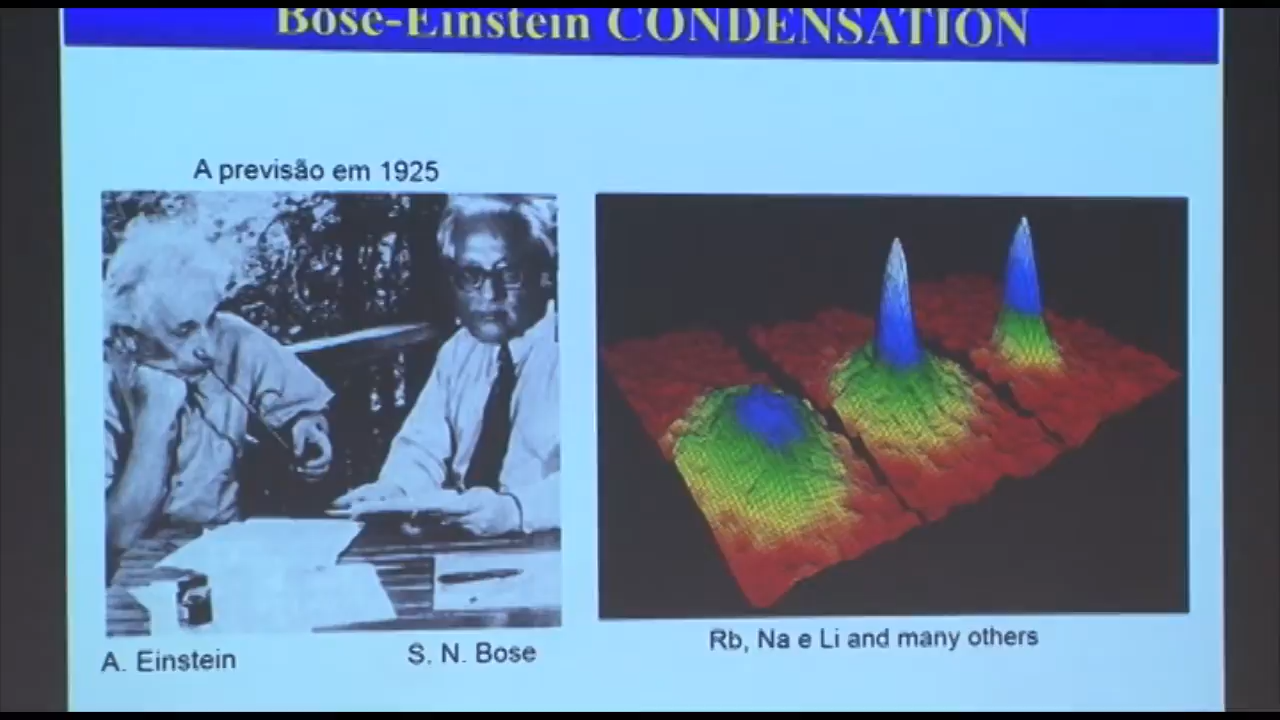 Bose-Einstein CONDENSATION
A previsão em 1925
A. Einstein
S. N. Bose
Rb, Na e Li and many others